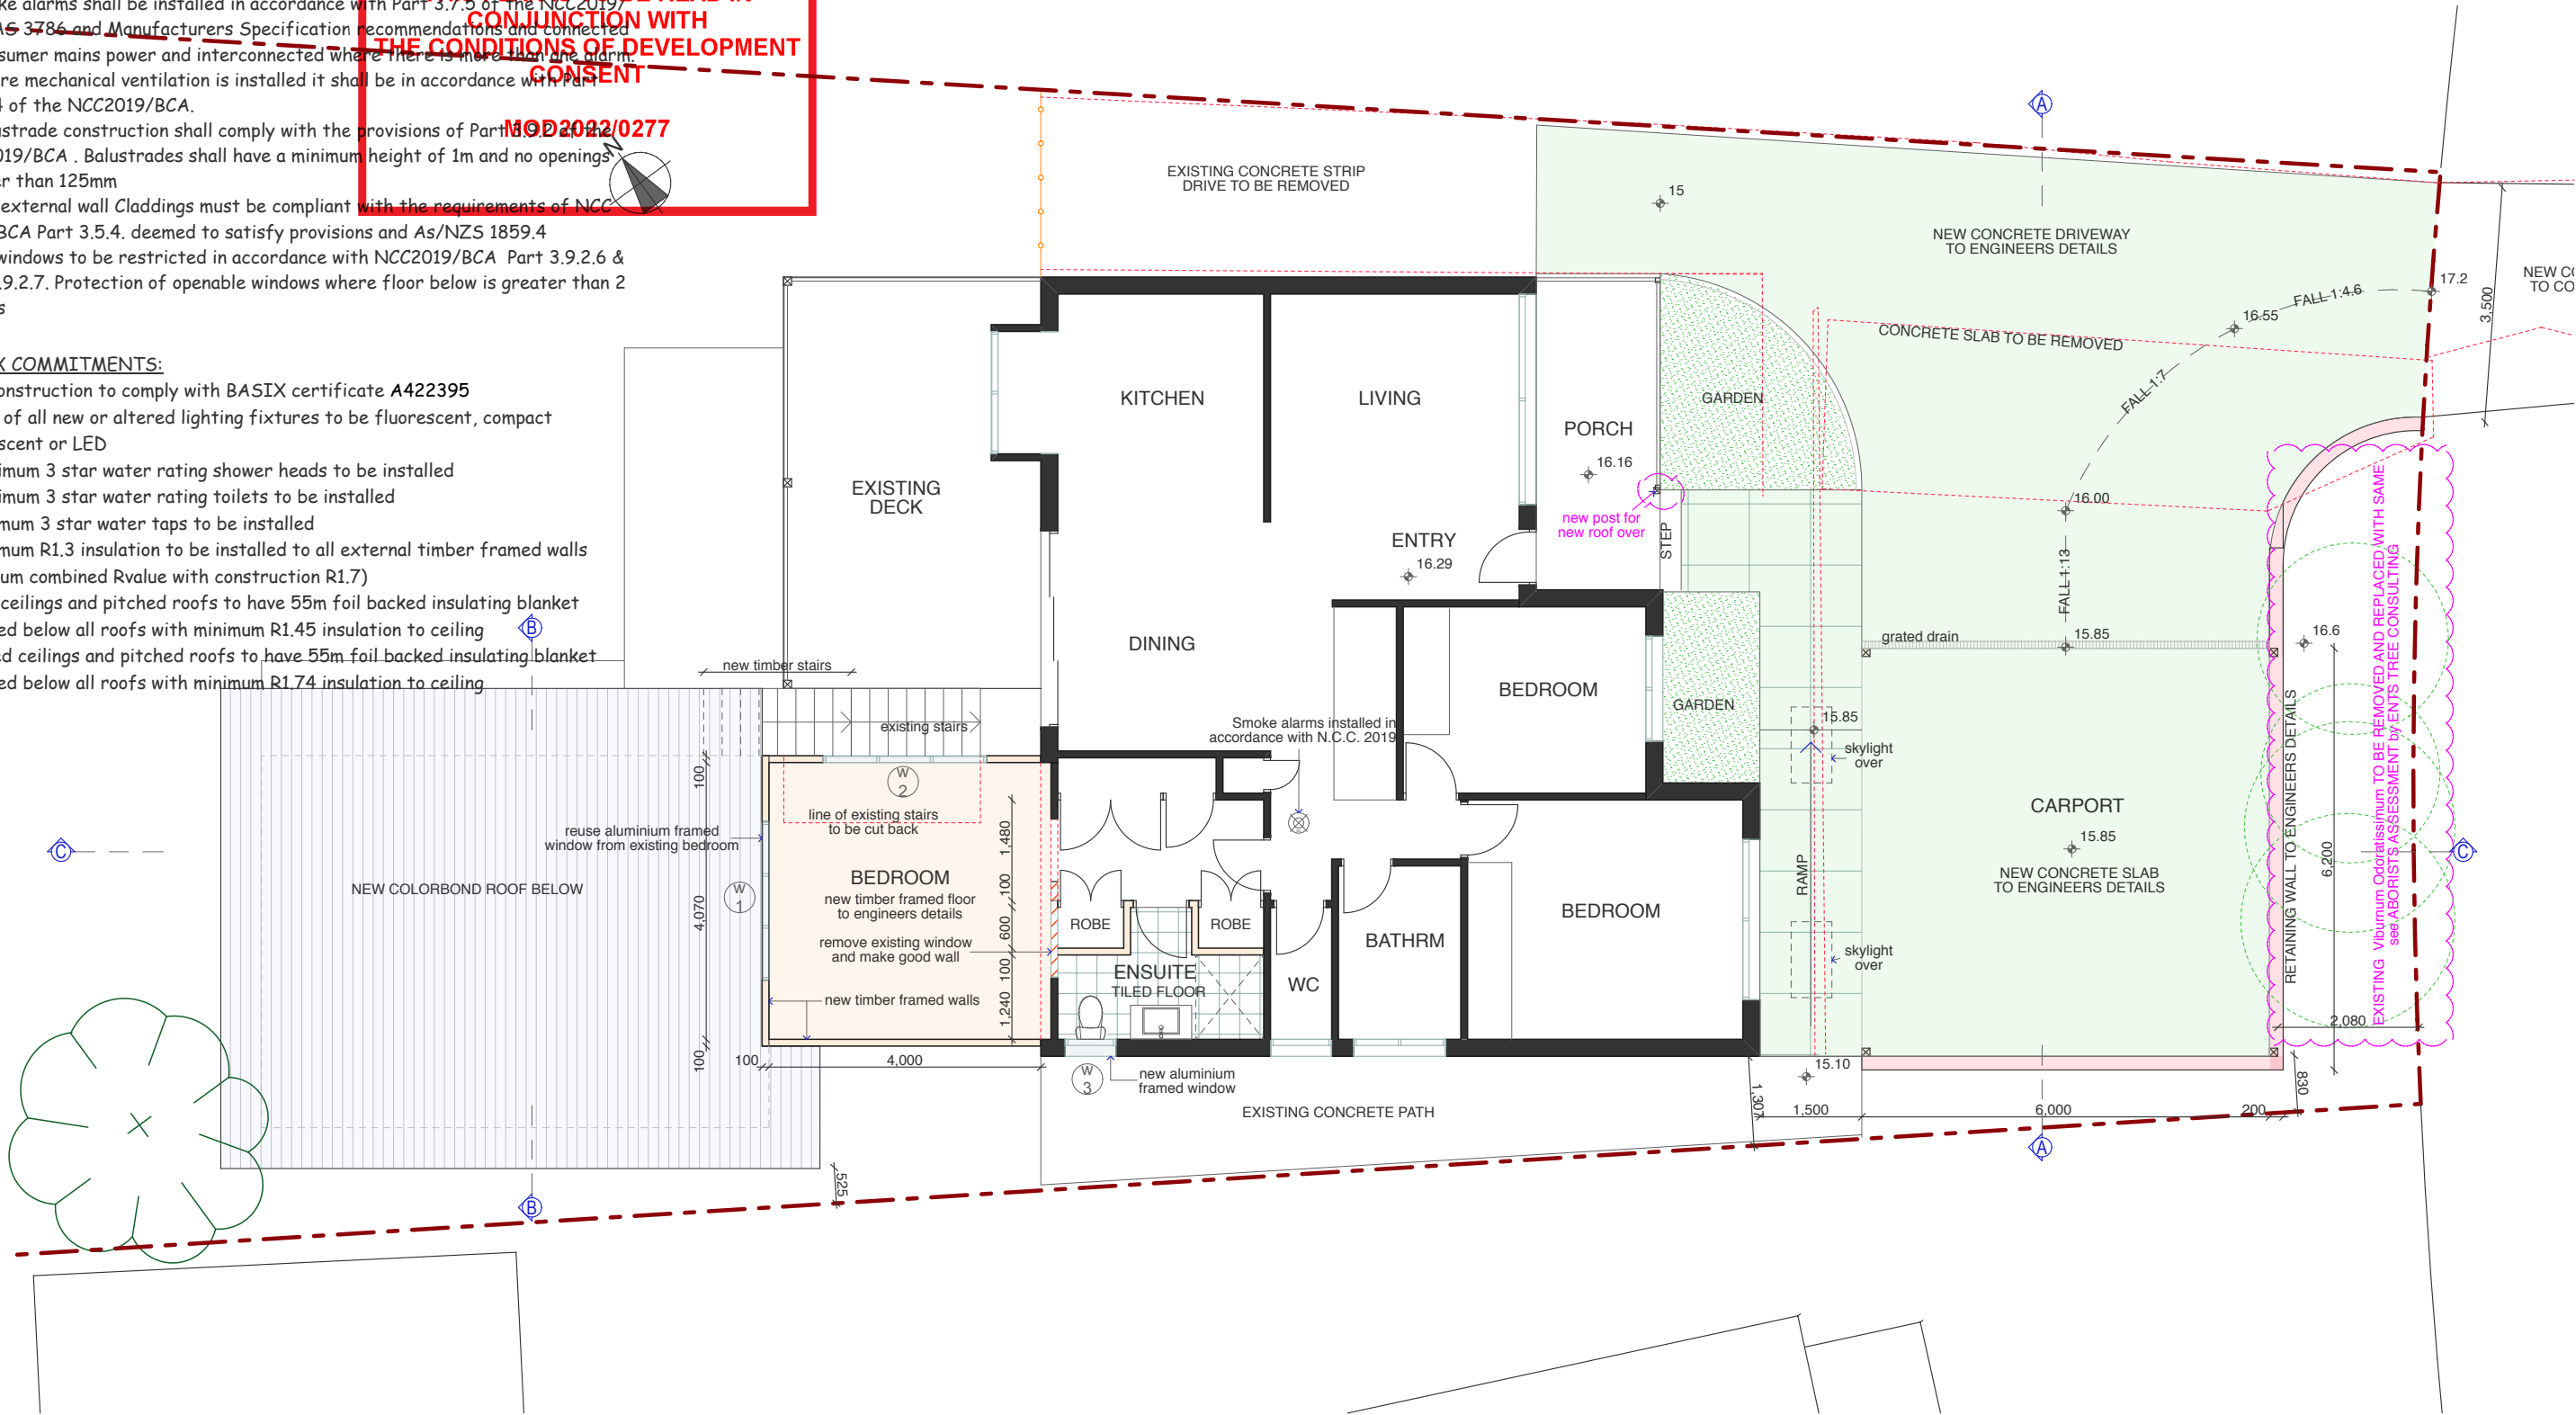 ke alarms shall be installed in accordance with Part 3.7.5 of the NCC2019/
AS 3786 and Manufacturers Specification recommendations and connected
sumer mains power and interconnected where there is more than one alarm.
re mechanical ventilation is installed it shall be in accordance with Part
4 of the NCC2019/BCA.
ustrade construction shall comply with the provisions of Part 3.9.2 of the
019/BCA . Balustrades shall have a minimum height of 1m and no openings
er than 125mm
external wall Claddings must be compliant with the requirements of NCC
BCA Part 3.5.4. deemed to satisfy provisions and As/NZS 1859.4
windows to be restricted in accordance with NCC2019/BCA Part 3.9.2.6 &
.9.2.7. Protection of openable windows where floor below is greater than 2
s
CONJUNCTION WITH
THE CONDITIONS OF DEVELOPMENT
CONSENT
MOD2022/0277
N
X COMMITMENTS:
onstruction to comply with BASIX certificate A422395
of all new or altered lighting fixtures to be fluorescent, compact
scent or LED
imum 3 star water rating shower heads to be installed
imum 3 star water rating toilets to be installed
mum 3 star water taps to be installed
mum R1.3 insulation to be installed to all external timber framed walls
um combined Rvalue with construction R1.7)
ceilings and pitched roofs to have 55m foil backed insulating blanket
ed below all roofs with minimum R1.45 insulation to ceiling
ed ceilings and pitched roofs to have 55m foil backed insulating blanket
ed below all roofs with minimum R1.74 insulation to ceiling
EXISTING CONCRETE STRIP
DRIVE TO BE REMOVED
A
15
NEW CONCRETE DRIVEWAY
TO ENGINEERS DETAILS
17.2
NEW CO
TO CO
3,500
FALL 1:4.6
16.55
CONCRETE SLAB TO BE REMOVED
FALL 1:7
16.00
FALL 1:13
15.85
grated drain
KITCHEN
LIVING
PORCH
16.16
GARDEN
new post for
new roof over
STEP
ENTRY
16.29
EXISTING
DECK
DINING
B
new timber stairs
existing stairs
BEDROOM
GARDEN
Smoke alarms installed in
accordance with N.C.C. 2019
15.85
skylight
over
W
2
line of existing stairs
to be cut back
reuse aluminium framed
window from existing bedroom
W
1
100
4,070
100
1,480
100
600
100
1,240
C
NEW COLORBOND ROOF BELOW
BEDROOM
new timber framed floor
to engineers details
remove existing window
and make good wall
new timber framed walls
ROBE
ROBE
ENSUITE
TILED FLOOR
WC
BATHRM
BEDROOM
RAMP
skylight
over
CARPORT
15.85
NEW CONCRETE SLAB
TO ENGINEERS DETAILS
RETAINING WALL TO ENGINEERS DETAILS
16.6
6,200
EXISTING Viburnum Odoratissimum TO BE REMOVED AND REPLACED WITH SAME
see ABORISTS ASSESSMENT by ENTS TREE CONSULTING
C
2,080
100
4,000
W
3
new aluminium
framed window
EXISTING CONCRETE PATH
15.10
1,307
1,500
6,000
200
830
A
525
B